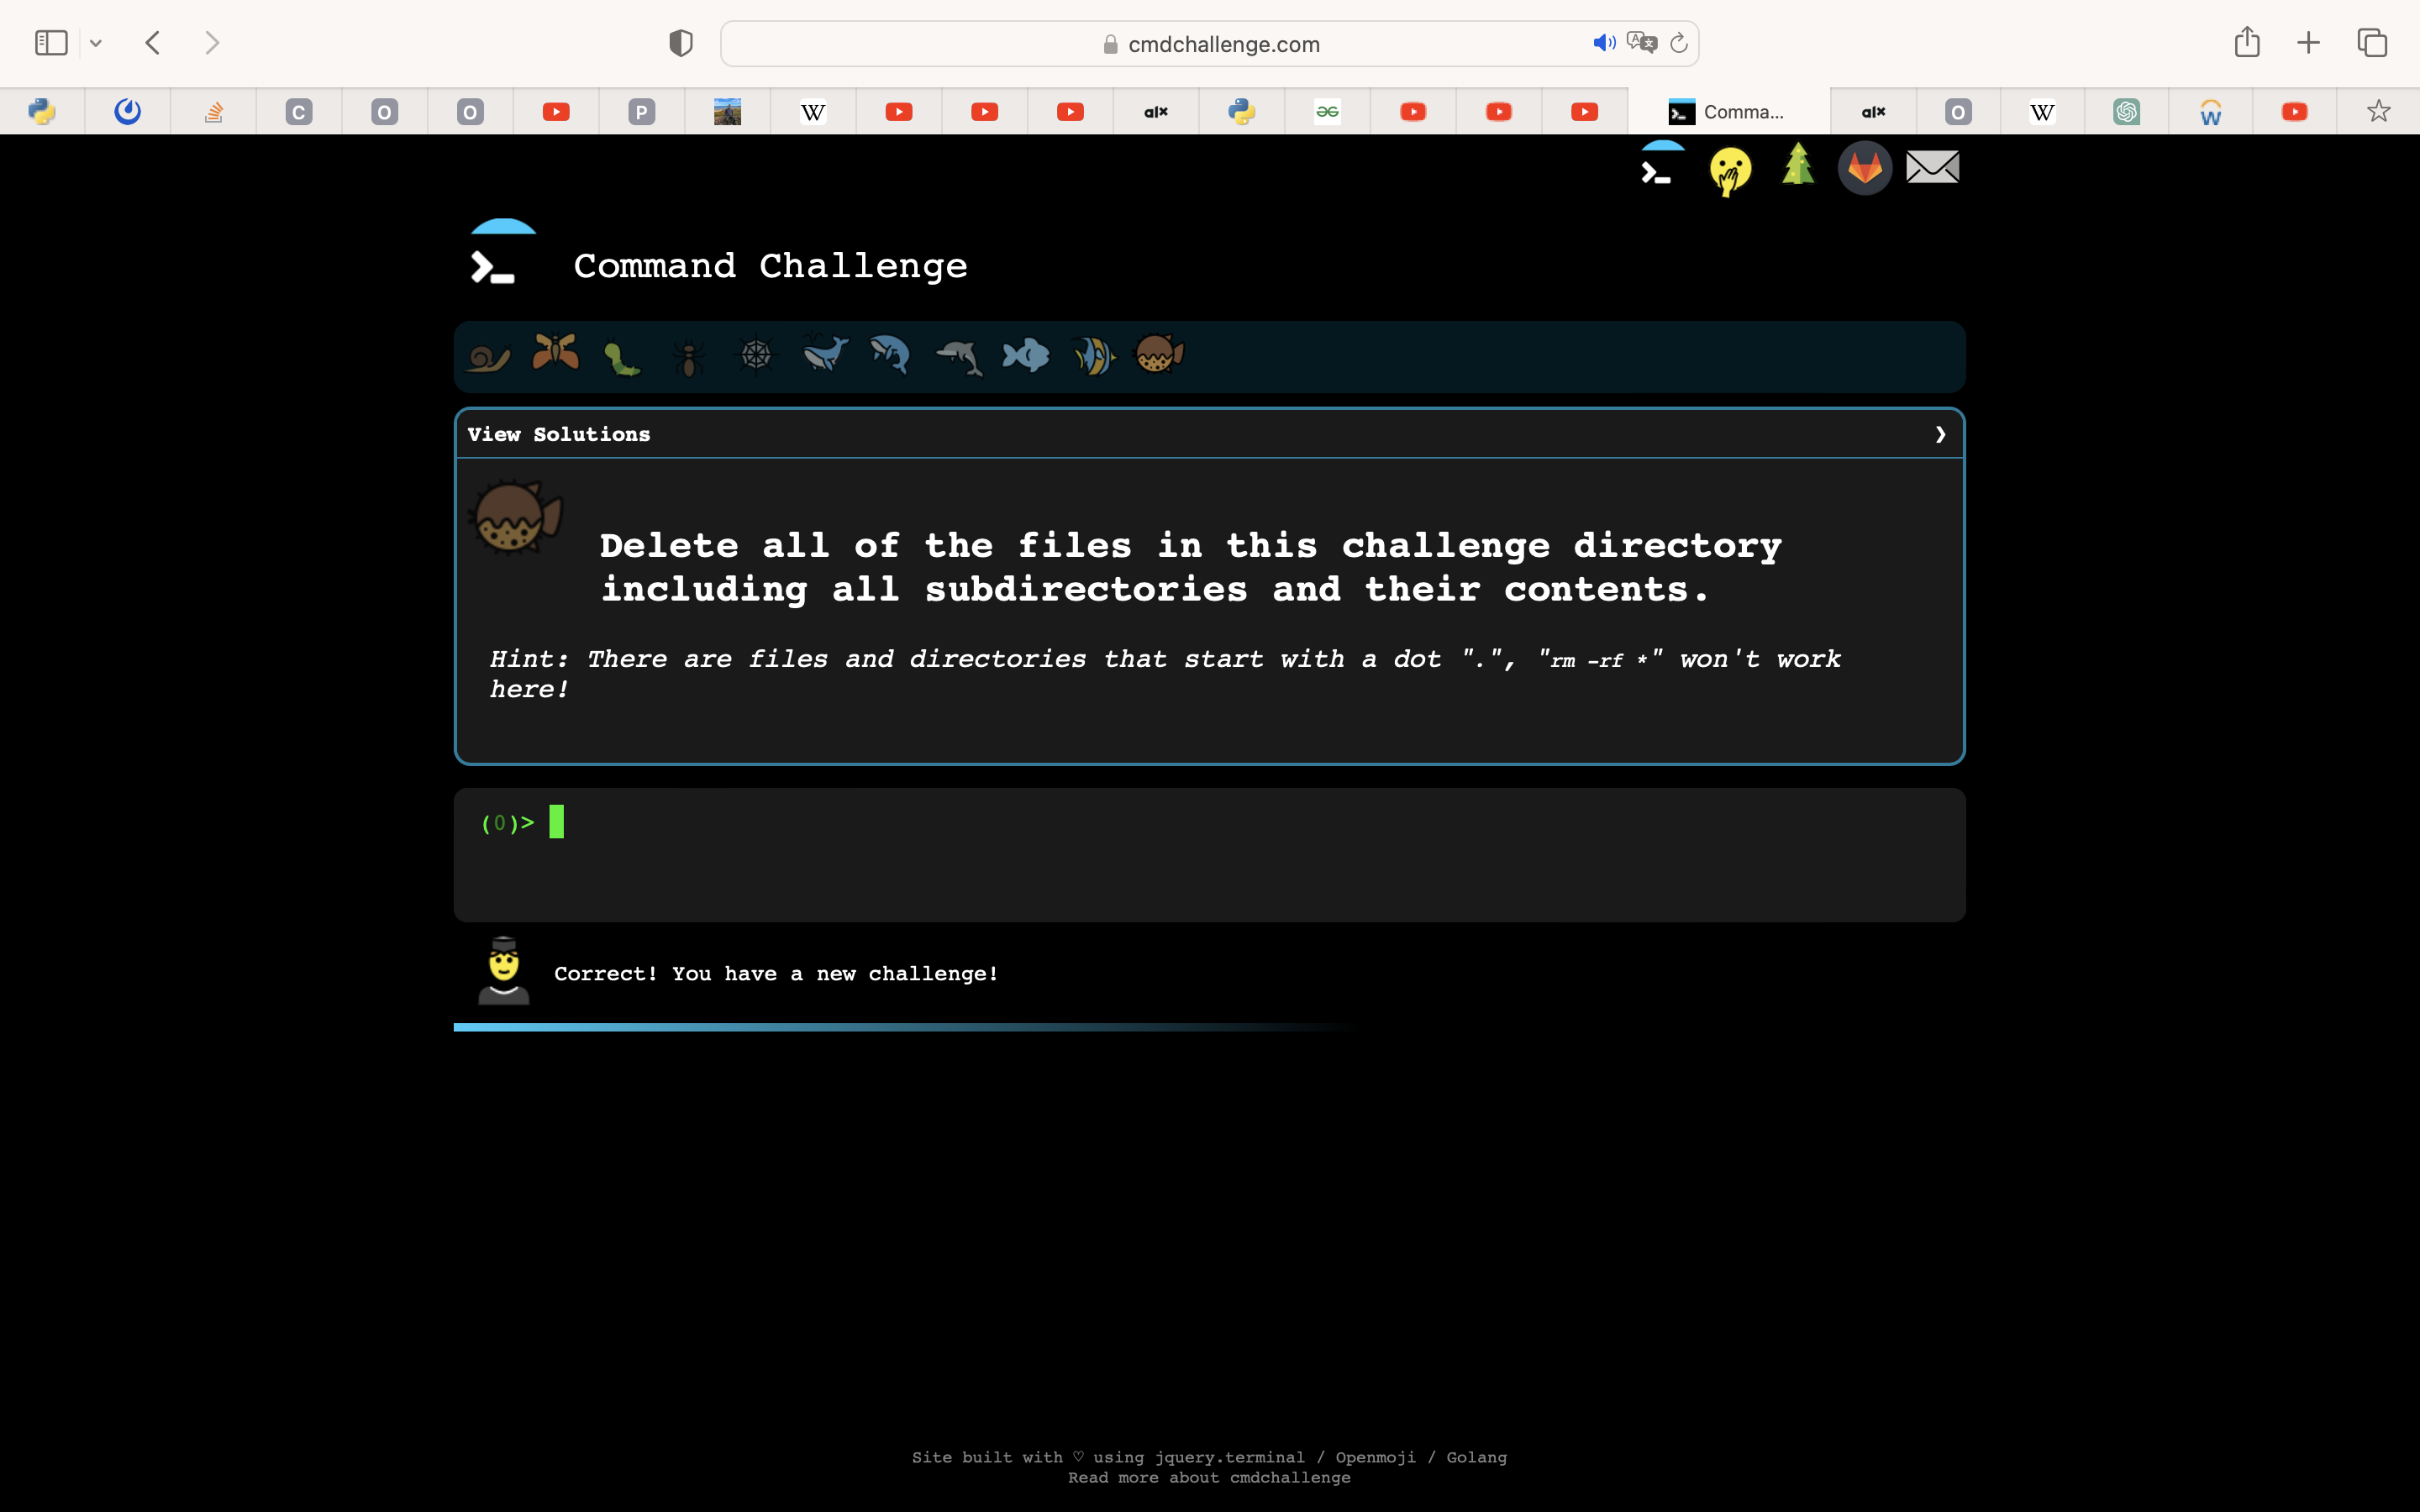 cmdchallenge.com
C
O
O
P
W
alx
Comma...
alx
O
W
W
Command Challenge
View Solutions
Delete all of the files in this challenge directory
including all subdirectories and their contents.
Hint: There are files and directories that start with a dot ".", "rm -rf *" won't work
here!
(0)>
Correct! You have a new challenge!
Site built with ♡ using jquery.terminal / Openmoji / Golang
Read more about cmdchallenge